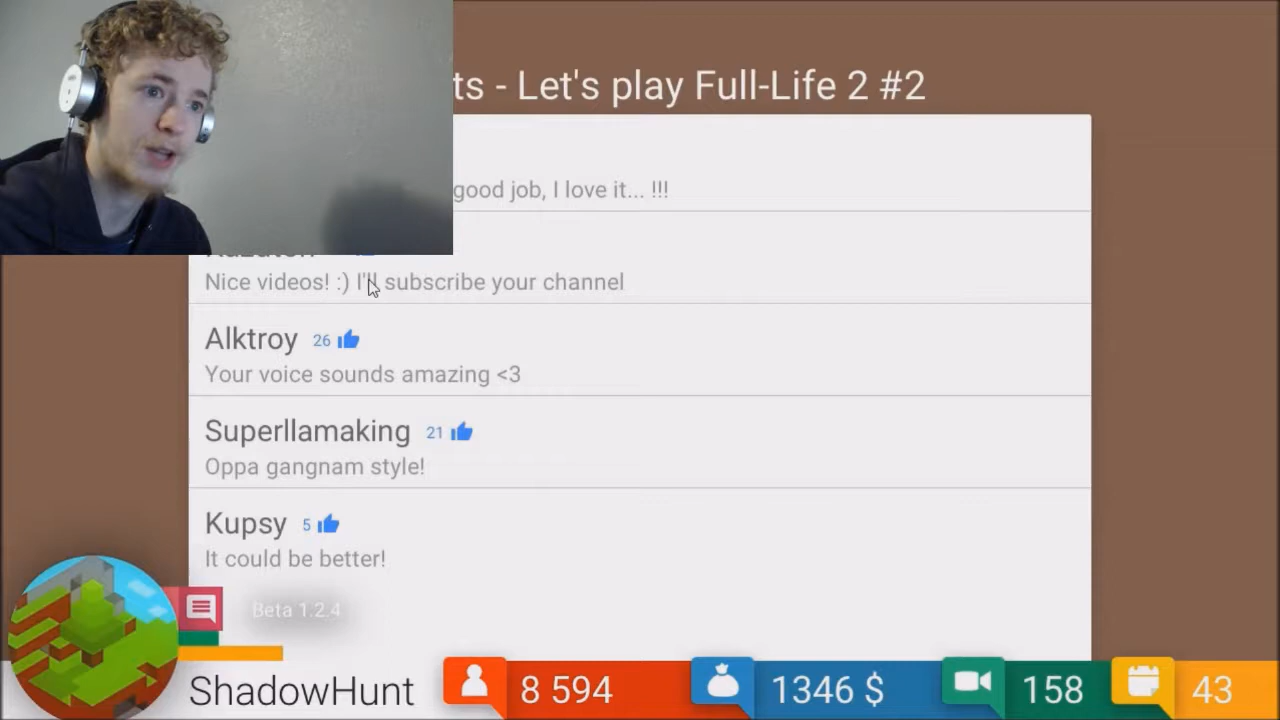 ts - Let's play Full-Life 2 #2
good job, I love it... !!!
Nice videos! :) I'll subscribe your channel
Alktroy 26
Your voice sounds amazing <3
Superllamaking 21
Oppa gangnam style!
Kupsy 5
It could be better!
Beta 1.2.4
ShadowHunt 8 594 1346 $ 158 43